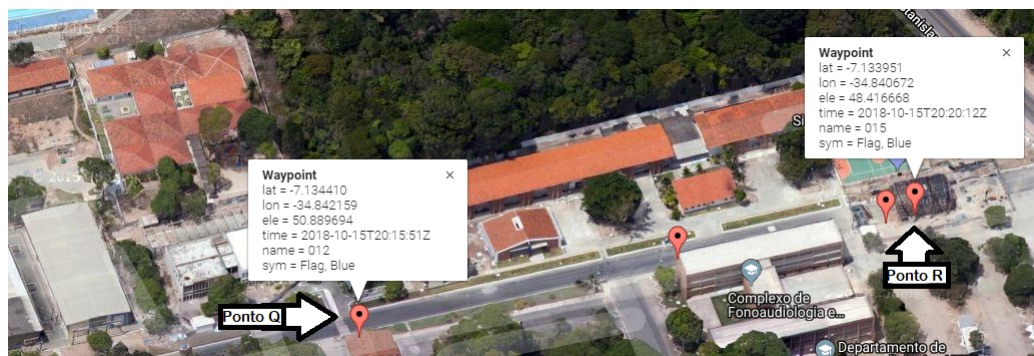 Waypoint ×
lat = -7.133951
lon = -34.840672
ele = 48.416668
time = 2018-10-15T20:20:12Z
name = 015
sym = Flag, Blue
Waypoint ×
lat = -7.134410
lon = -34.842159
ele = 50.889694
time = 2018-10-15T20:15:51Z
name = 012
sym = Flag, Blue
Ponto Q
Ponto R
Complexo de
Fonoaudiologia e...
Departamento de